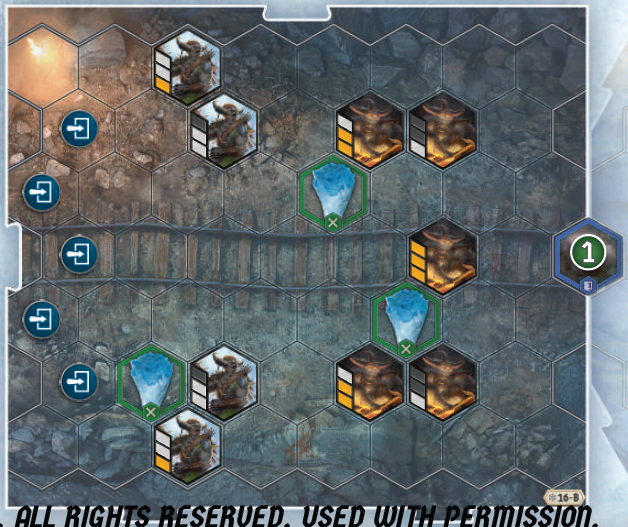 1
16-B
. ALL RIGHTS RESERVED. USED WITH PERMISSION.